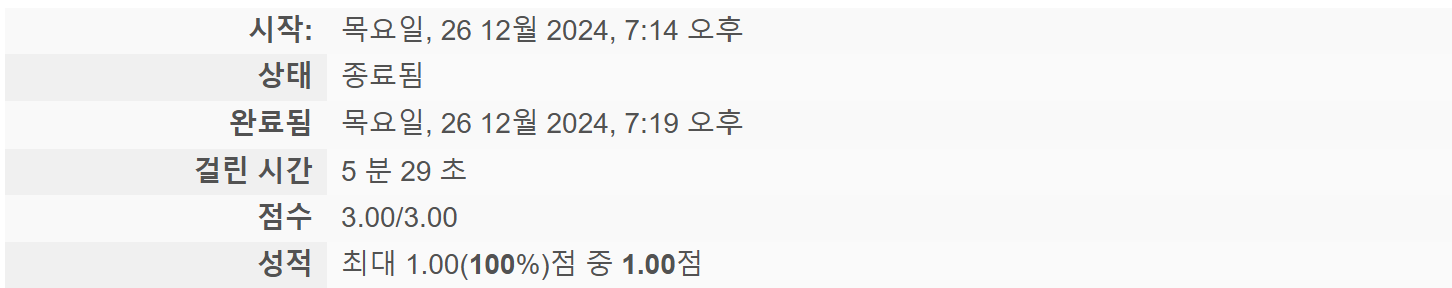 시작: 목요일, 26 12월 2024, 7:14 오후
상태 종료됨
완료됨 목요일, 26 12월 2024, 7:19 오후
걸린 시간 5 분 29 초
점수 3.00/3.00
성적 최대 1.00(100%)점 중 1.00점